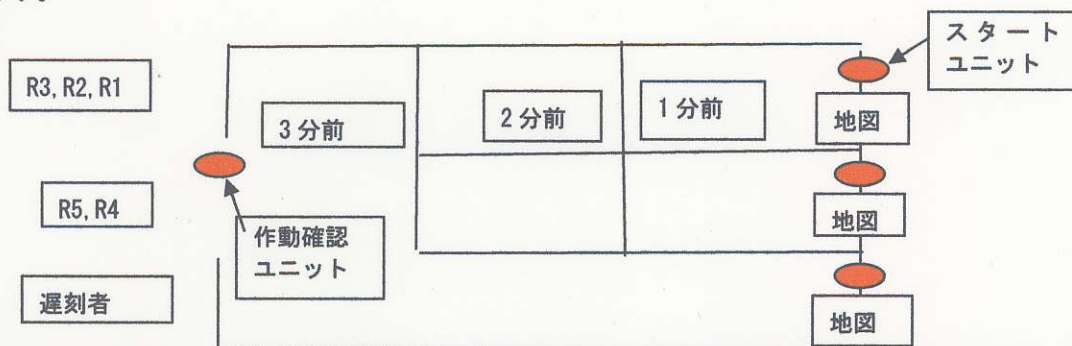 スタート
ユニット
R3, R2, R1
3分前
2分前
1分前
地図
R5, R4
作動確認
ユニット
地図
遅刻者
地図